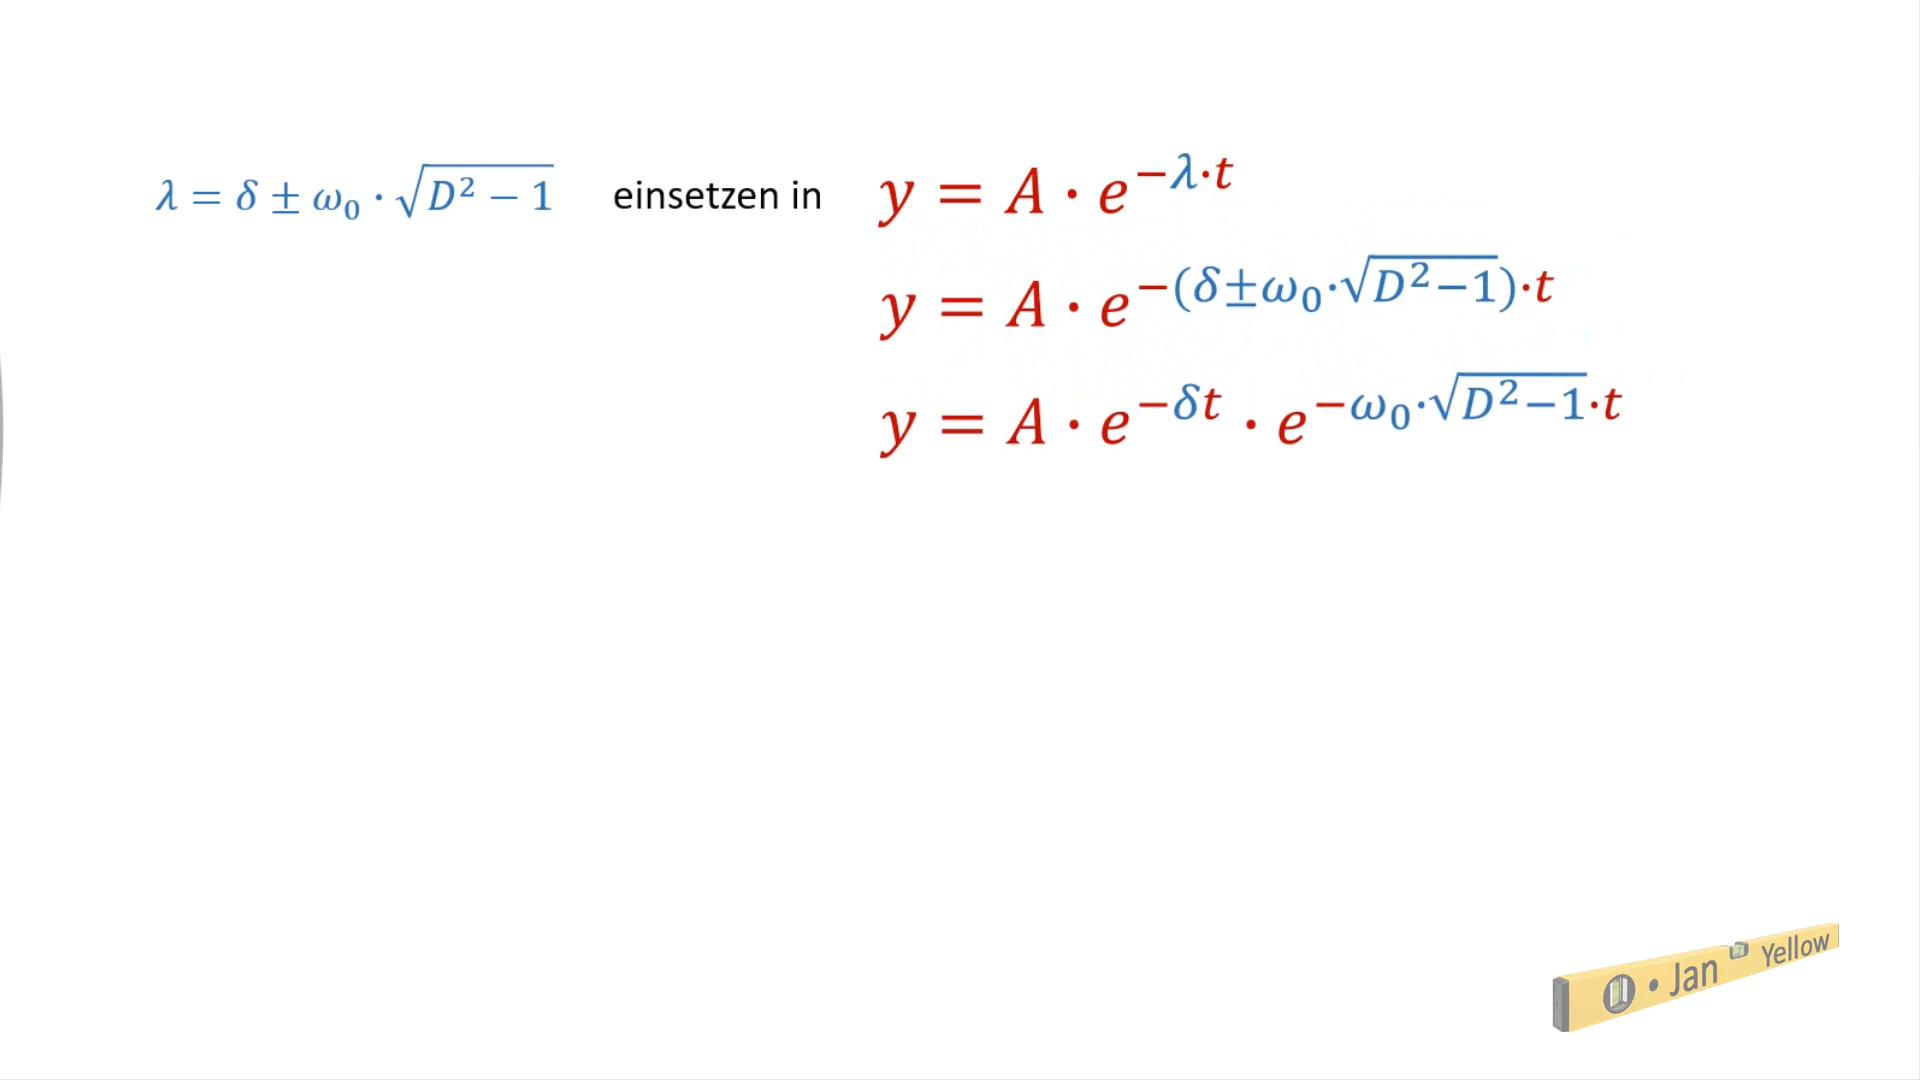 λ = δ ± ω₀ · √(D² − 1) einsetzen in y = A · e^(−λ·t)
y = A · e^(−(δ±ω₀·√(D²−1))·t)
y = A · e^(−δt) · e^(−ω₀·√(D²−1)·t)
• Jan Yellow